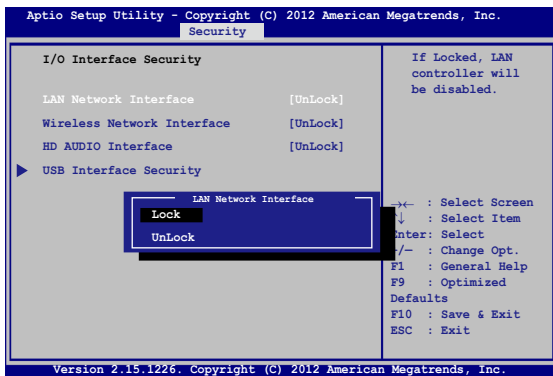 Aptio Setup Utility - Copyright (C) 2012 American Megatrends, Inc.
Security
I/O Interface Security
LAN Network Interface [UnLock]
Wireless Network Interface [UnLock]
HD AUDIO Interface [UnLock]
USB Interface Security
LAN Network Interface
Lock
UnLock
If Locked, LAN
controller will
be disabled.
→← : Select Screen
↑↓ : Select Item
Enter: Select
+/— : Change Opt.
F1 : General Help
F9 : Optimized
Defaults
F10 : Save & Exit
ESC : Exit
Version 2.15.1226. Copyright (C) 2012 American Megatrends, Inc.